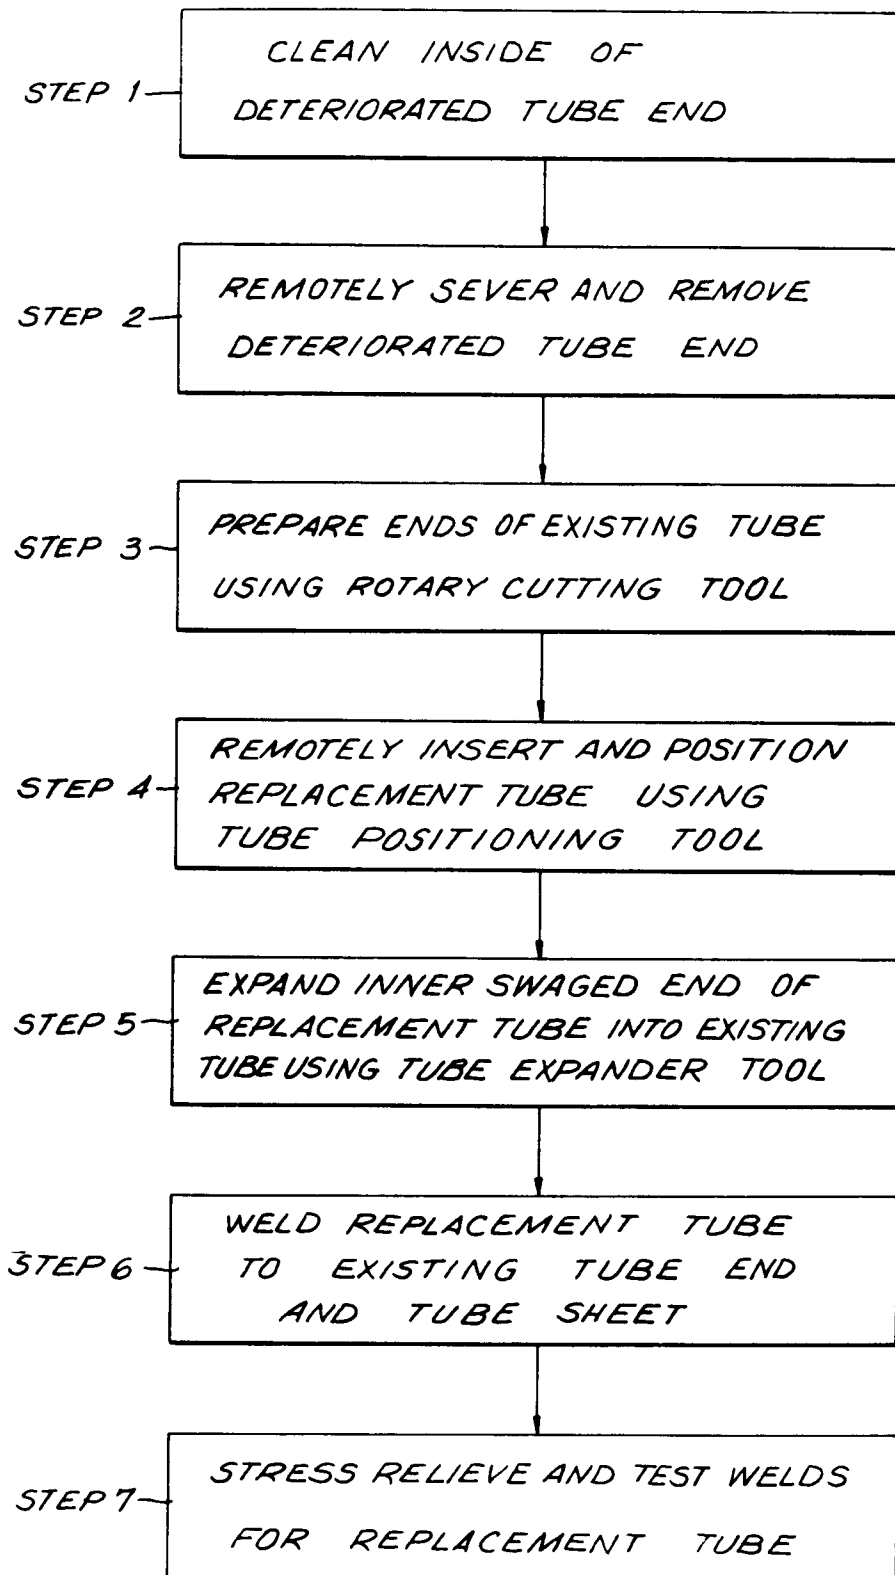 CLEAN INSIDE OF
STEP 1
DETERIORATED TUBE END
REMOTELY SEVER AND REMOVE
STEP 2
DETERIORATED TUBE END
PREPARE ENDS OF EXISTING TUBE
STEP 3
USING ROTARY CUTTING TOOL
REMOTELY INSERT AND POSITION
STEP 4
REPLACEMENT TUBE USING
TUBE POSITIONING TOOL
EXPAND INNER SWAGED END OF
STEP 5
REPLACEMENT TUBE INTO EXISTING
TUBE USING TUBE EXPANDER TOOL
WELD REPLACEMENT TUBE
STEP 6
TO EXISTING TUBE END
AND TUBE SHEET
STRESS RELIEVE AND TEST WELDS
STEP 7
FOR REPLACEMENT TUBE